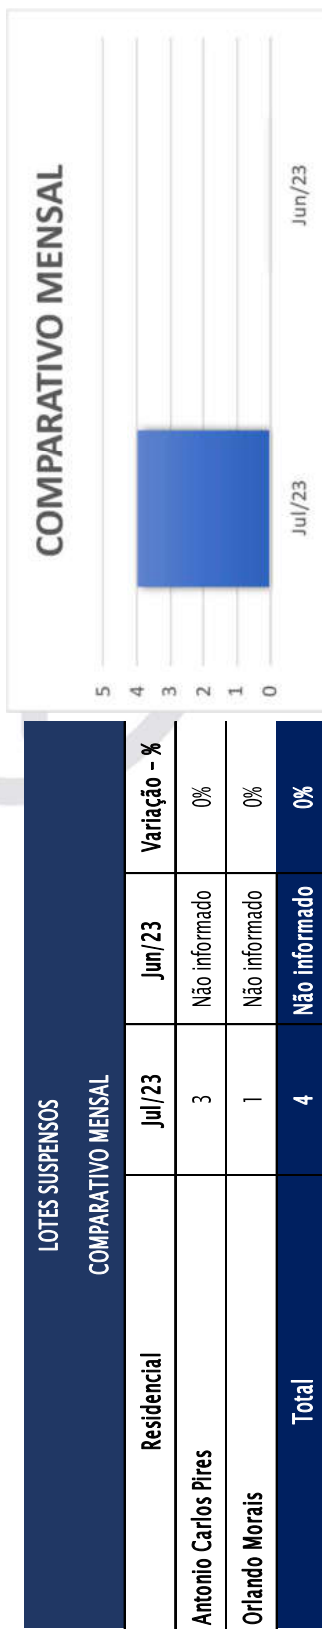 LOTES SUSPENSOS
COMPARATIVO MENSAL
Residencial Jul/23 Jun/23 Variação - %
Antonio Carlos Pires 3 Não informado 0%
Orlando Morais 1 Não informado 0%
Total 4 Não informado 0%
COMPARATIVO MENSAL
5
4
3
2
1
0
Jul/23 Jun/23